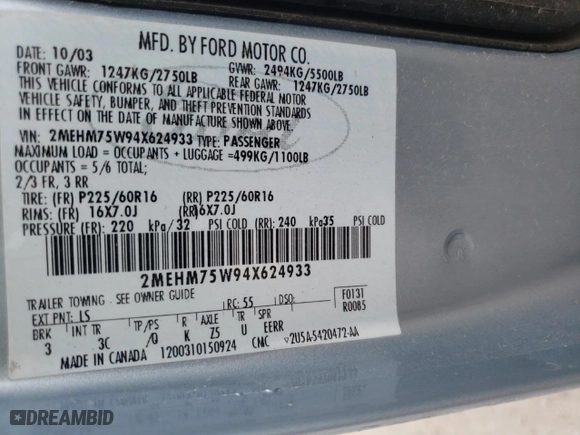 MFD. BY FORD MOTOR CO.
DATE: 10/03 GVWR: 2494KG/5500LB
FRONT GAWR: 1247KG/2750LB REAR GAWR: 1247KG/2750LB
THIS VEHICLE CONFORMS TO ALL APPLICABLE FEDERAL MOTOR
VEHICLE SAFETY, BUMPER, AND THEFT PREVENTION STANDARDS
IN EFFECT ON THE DATE OF MANUFACTURE SHOWN ABOVE.
VIN: 2MEHM75W94X624933 TYPE: PASSENGER
MAXIMUM LOAD = OCCUPANTS + LUGGAGE = 499KG/1100LB
OCCUPANTS = 5/6 TOTAL;
2/3 FR, 3 RR
TIRE: (FR) P225/60R16 (RR) P225/60R16
RIMS: (FR) 16X7.0J (RR) 16X7.0J
PRESSURE (FR): 220 kPa/32 PSI COLD (RR): 240 kPa35 PSI COLD
2MEHM75W94X624933
TRAILER TOWING - SEE OWNER GUIDE
EXT PNT: LS RC: 55 DSO: F0131
R0085
BRK INT TR TP/PS R AXLE TR SPR
3 3C /O K Z5 U EERR
MADE IN CANADA 1200310150924 CMC 2U5A-5420472-AA
DREAMBID